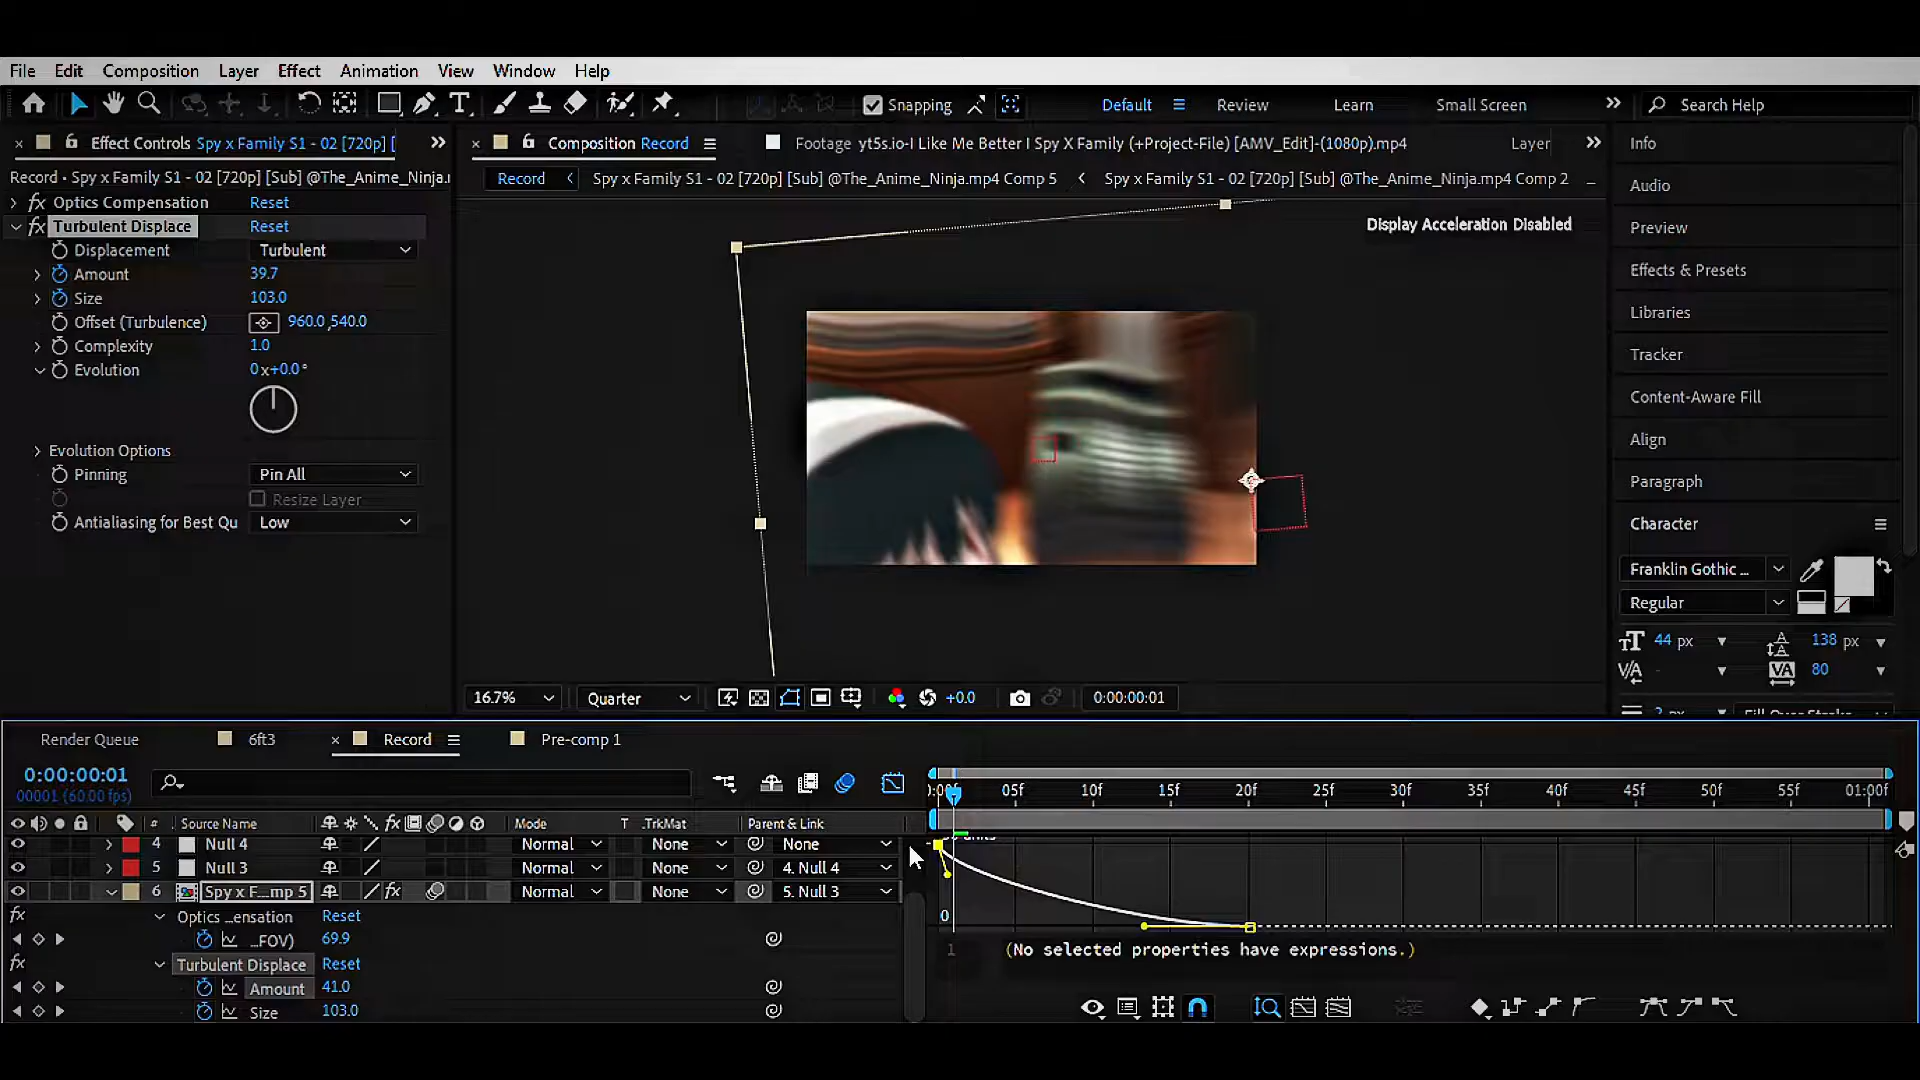 File Edit Composition Layer Effect Animation View Window Help
Snapping Default Review Learn Small Screen Search Help
Effect Controls Spy x Family S1 - 02 [720p] [
Composition Record
Footage yt5s.io-I Like Me Better I Spy X Family (+Project-File) [AMV_Edit]-(1080p).mp4
Layer
Info
Record • Spy x Family S1 - 02 [720p] [Sub] @The_Anime_Ninja.
Record
Spy x Family S1 - 02 [720p] [Sub] @The_Anime_Ninja.mp4 Comp 5
Spy x Family S1 - 02 [720p] [Sub] @The_Anime_Ninja.mp4 Comp 2
Audio
fx Optics Compensation Reset
fx Turbulent Displace Reset
Display Acceleration Disabled
Preview
Displacement Turbulent
Amount 39.7
Effects & Presets
Size 103.0
Offset (Turbulence) 960.0,540.0
Libraries
Complexity 1.0
Tracker
Evolution 0x+0.0°
Content-Aware Fill
Align
Evolution Options
Pinning Pin All
Paragraph
Resize Layer
Antialiasing for Best Qu Low
Character
Franklin Gothic ...
Regular
44 px 138 px
- 80
16.7% Quarter +0.0 0:00:00:01
Render Queue 6ft3 Record Pre-comp 1
0:00:00:01
00001 (60.00 fps)
05f 10f 15f 20f 25f 30f 35f 40f 45f 50f 55f 01:00f
# Source Name fx Mode T .TrkMat Parent & Link
4 Null 4 Normal None None
5 Null 3 Normal None 4. Null 4
6 Spy x F...mp 5 fx Normal None 5. Null 3
fx Optics ...ensation Reset
0
...FOV) 69.9
1 (No selected properties have expressions.)
fx Turbulent Displace Reset
Amount 41.0
Size 103.0